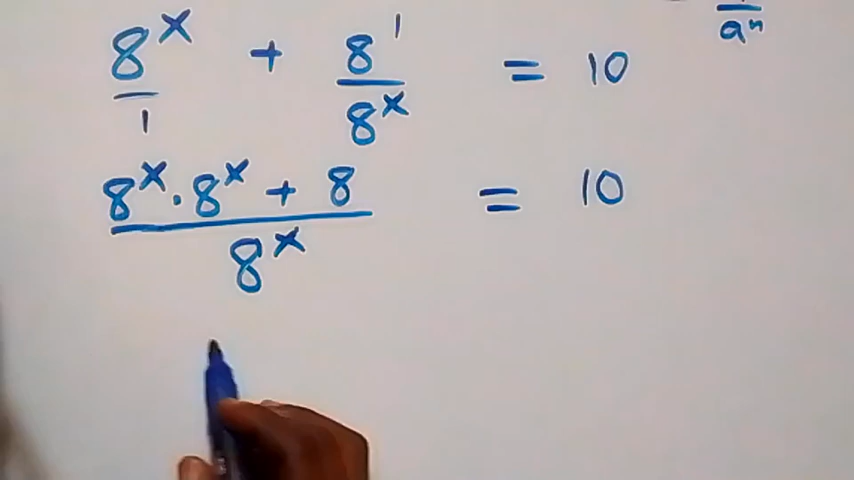 a^n
8^x/1 + 8^1/8^x = 10
(8^x · 8^x + 8)/8^x = 10